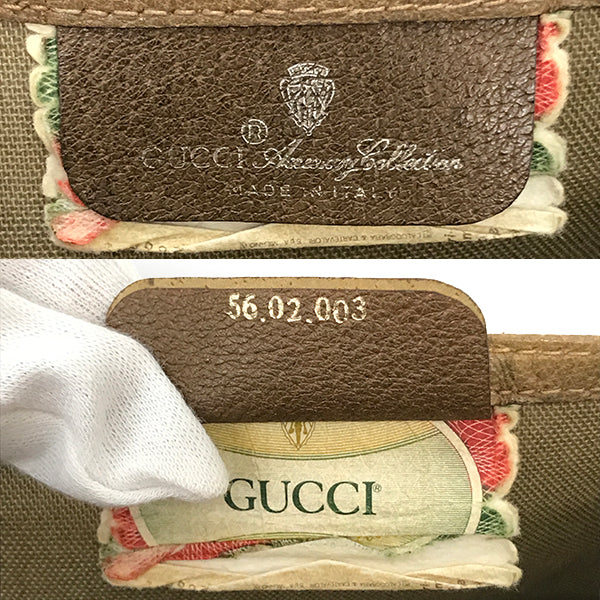 GUCCI® Accessory Collection
MADE IN ITALY
56.02.003
GUCCI®